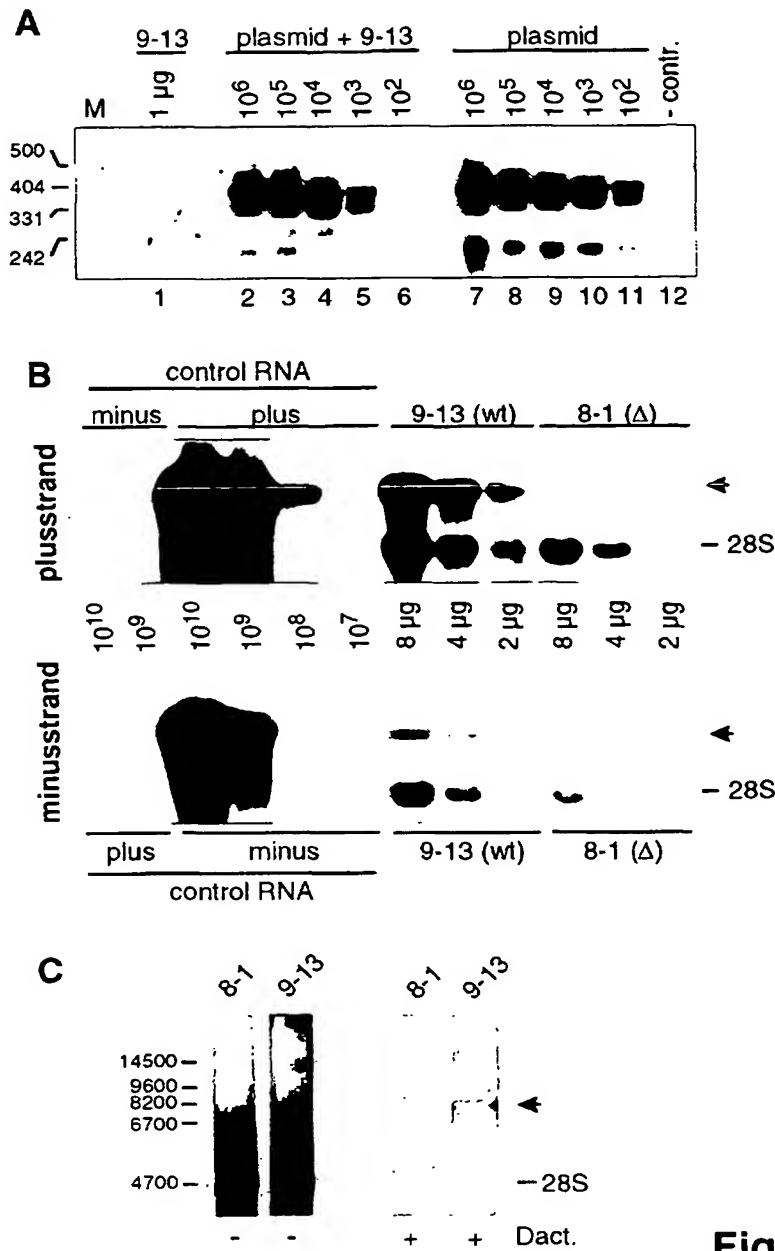 A
9-13 plasmid + 9-13 plasmid
M 1 µg 10⁶ 10⁵ 10⁴ 10³ 10² 10⁶ 10⁵ 10⁴ 10³ 10² - contr.
500
404
331
242
1 2 3 4 5 6 7 8 9 10 11 12
B
control RNA
minus plus 9-13 (wt) 8-1 (Δ)
plusstrand
28S
10¹⁰ 10⁹ 10¹⁰ 10⁹ 10⁸ 10⁷ 8 µg 4 µg 2 µg 8 µg 4 µg 2 µg
minusstrand
28S
plus minus 9-13 (wt) 8-1 (Δ)
control RNA
C
8-1 9-13 8-1 9-13
14500
9600
8200
6700
4700 28S
- - + + Dact.
Fig